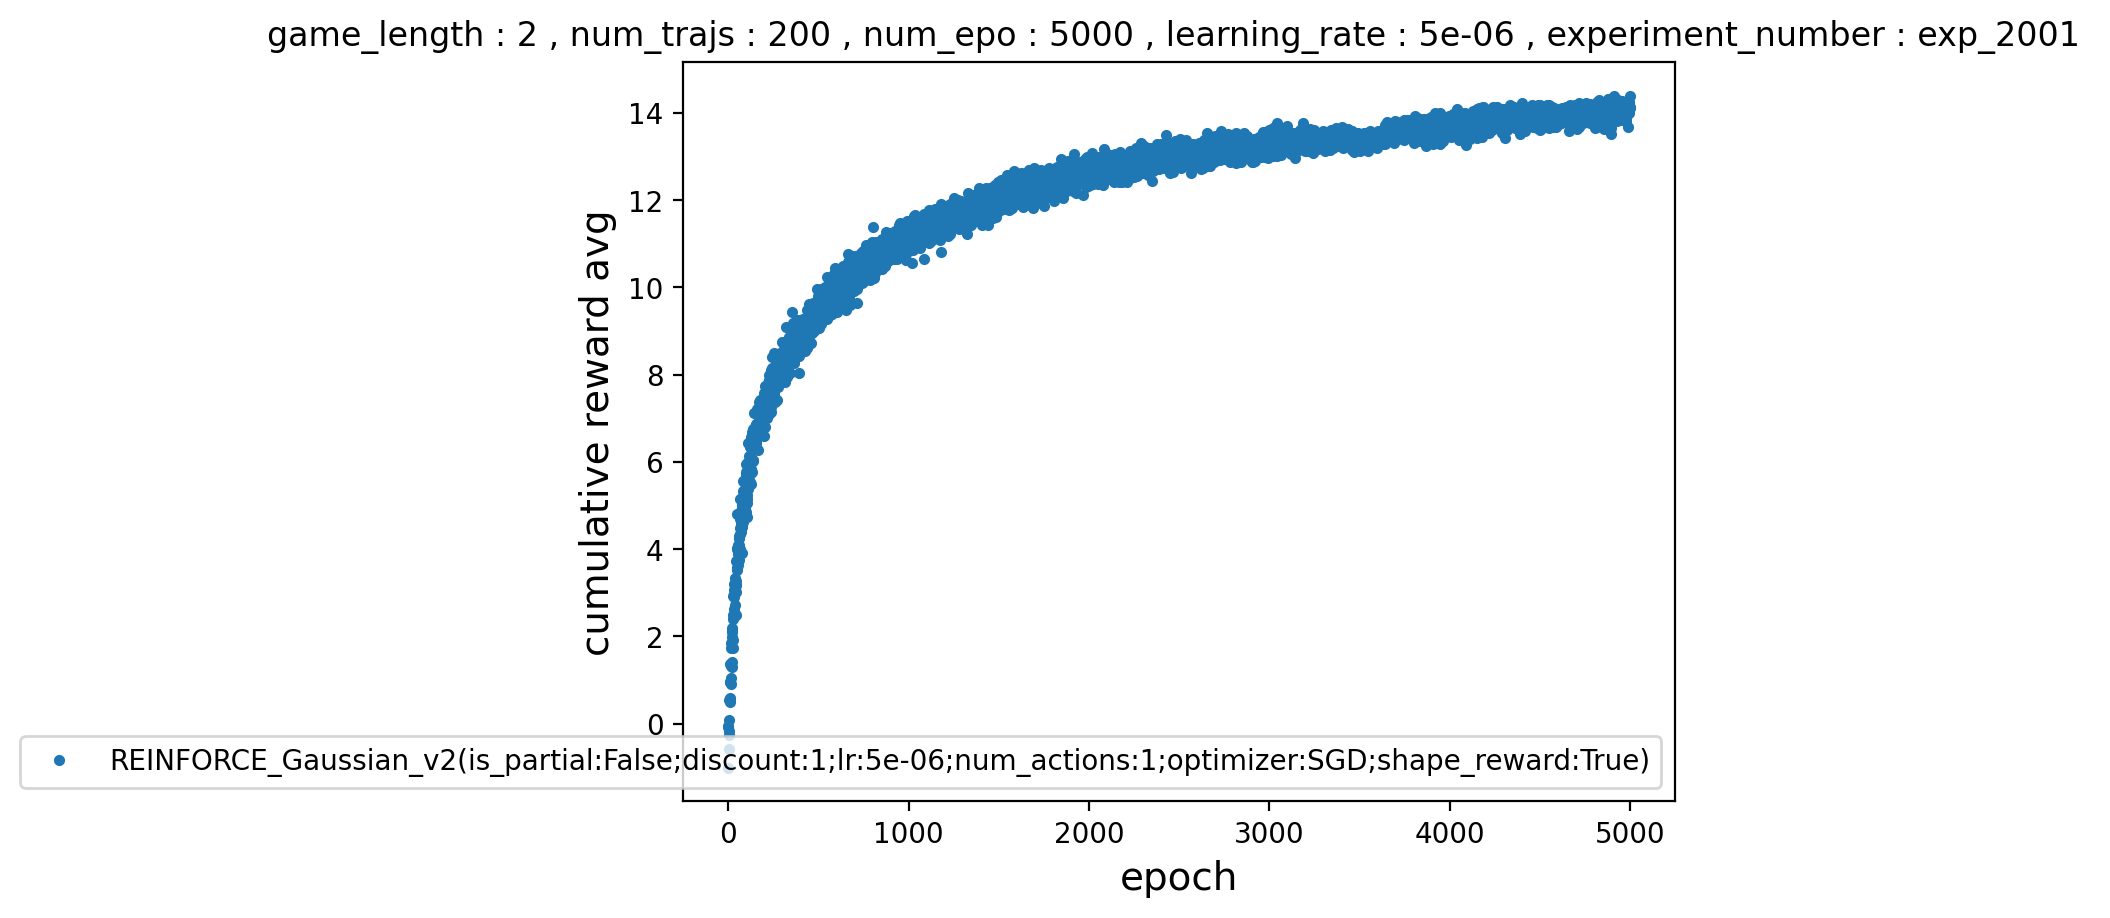 game_length : 2 , num_trajs : 200 , num_epo : 5000 , learning_rate : 5e-06 , experiment_number : exp_2001
cumulative reward avg
14
12
10
8
6
4
2
0
REINFORCE_Gaussian_v2(is_partial:False;discount:1;lr:5e-06;num_actions:1;optimizer:SGD;shape_reward:True)
0 1000 2000 3000 4000 5000
epoch